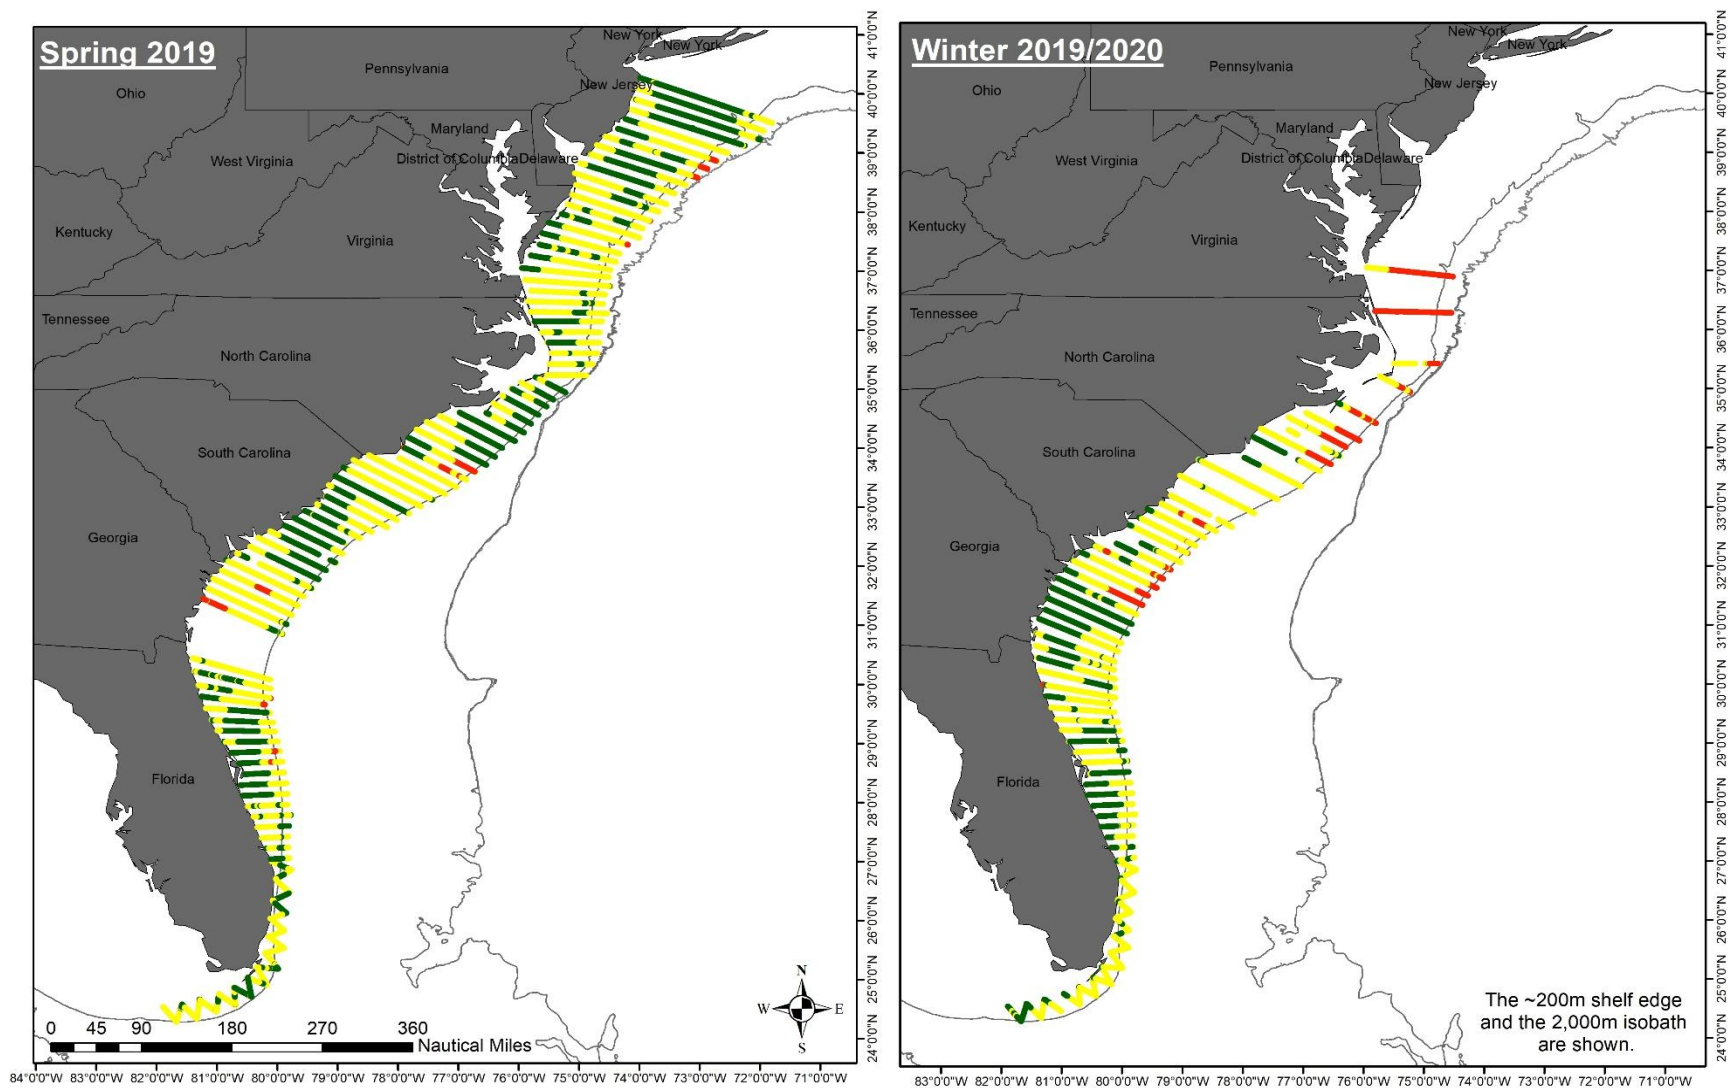 Spring 2019
New York
New York
Pennsylvania
New Jersey
Ohio
Maryland
District of Columbia
Delaware
West Virginia
Kentucky
Virginia
Tennessee
North Carolina
South Carolina
Georgia
Florida
N
W
E
S
0 45 90 180 270 360
Nautical Miles
41°0'0"N
40°0'0"N
39°0'0"N
38°0'0"N
37°0'0"N
36°0'0"N
35°0'0"N
34°0'0"N
33°0'0"N
32°0'0"N
31°0'0"N
30°0'0"N
29°0'0"N
28°0'0"N
27°0'0"N
26°0'0"N
25°0'0"N
24°0'0"N
84°0'0"W 83°0'0"W 82°0'0"W 81°0'0"W 80°0'0"W 79°0'0"W 78°0'0"W 77°0'0"W 76°0'0"W 75°0'0"W 74°0'0"W 73°0'0"W 72°0'0"W 71°0'0"W
Winter 2019/2020
New York
New York
Pennsylvania
New Jersey
Ohio
Maryland
District of Columbia
Delaware
West Virginia
Kentucky
Virginia
Tennessee
North Carolina
South Carolina
Georgia
Florida
The ~200m shelf edge
and the 2,000m isobath
are shown.
41°0'0"N
40°0'0"N
39°0'0"N
38°0'0"N
37°0'0"N
36°0'0"N
35°0'0"N
34°0'0"N
33°0'0"N
32°0'0"N
31°0'0"N
30°0'0"N
29°0'0"N
28°0'0"N
27°0'0"N
26°0'0"N
25°0'0"N
24°0'0"N
83°0'0"W 82°0'0"W 81°0'0"W 80°0'0"W 79°0'0"W 78°0'0"W 77°0'0"W 76°0'0"W 75°0'0"W 74°0'0"W 73°0'0"W 72°0'0"W 71°0'0"W